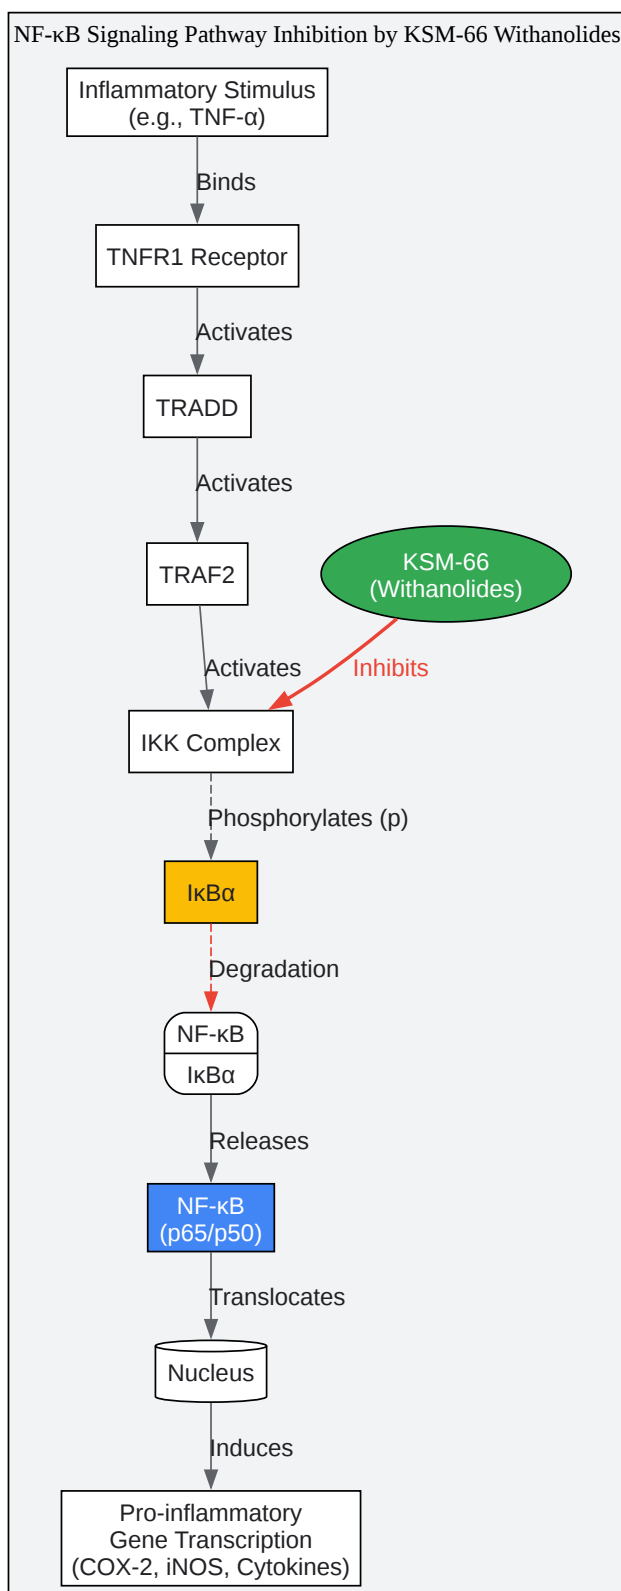 NF-κB Signaling Pathway Inhibition by KSM-66 Withanolides
Inflammatory Stimulus
(e.g., TNF-α)
Binds
TNFR1 Receptor
Activates
TRADD
Activates
TRAF2
KSM-66
(Withanolides)
Activates
Inhibits
IKK Complex
Phosphorylates (p)
IκBα
Degradation
NF-κB
IκBα
Releases
NF-κB
(p65/p50)
Translocates
Nucleus
Induces
Pro-inflammatory
Gene Transcription
(COX-2, iNOS, Cytokines)